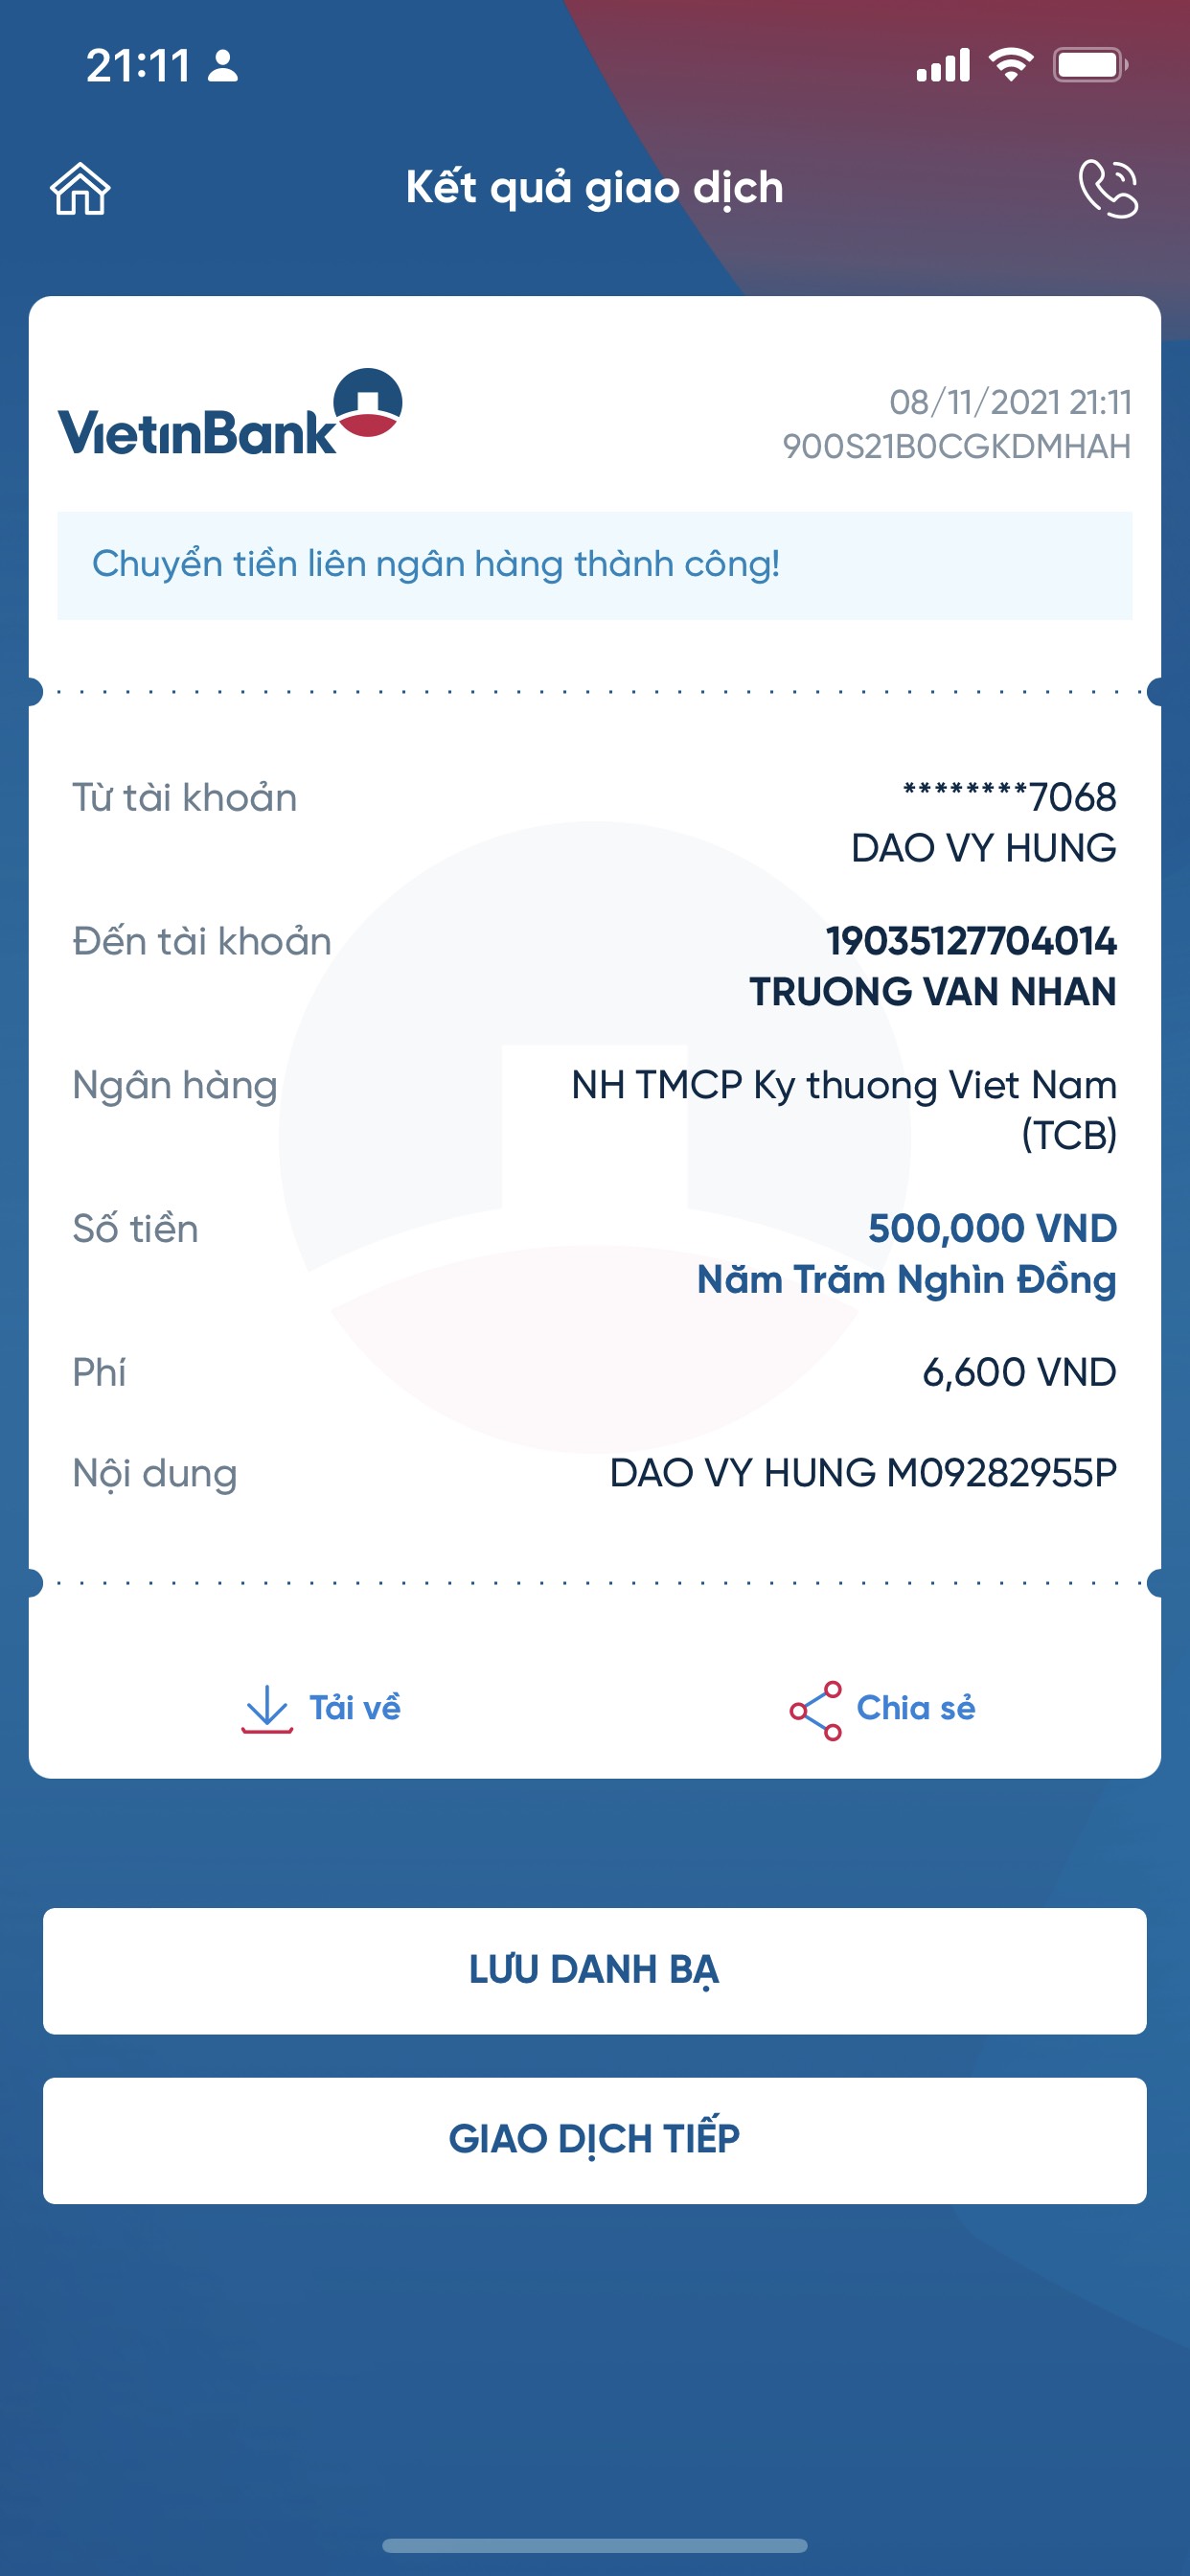 21:11
Kết quả giao dịch
VietinBank
08/11/2021 21:11
900S21B0CGKDMHAH
Chuyển tiền liên ngân hàng thành công!
Từ tài khoản
********7068
DAO VY HUNG
Đến tài khoản
19035127704014
TRUONG VAN NHAN
Ngân hàng
NH TMCP Ky thuong Viet Nam
(TCB)
Số tiền
500,000 VND
Năm Trăm Nghìn Đồng
Phí
6,600 VND
Nội dung
DAO VY HUNG M09282955P
Tải về
Chia sẻ
LƯU DANH BẠ
GIAO DỊCH TIẾP